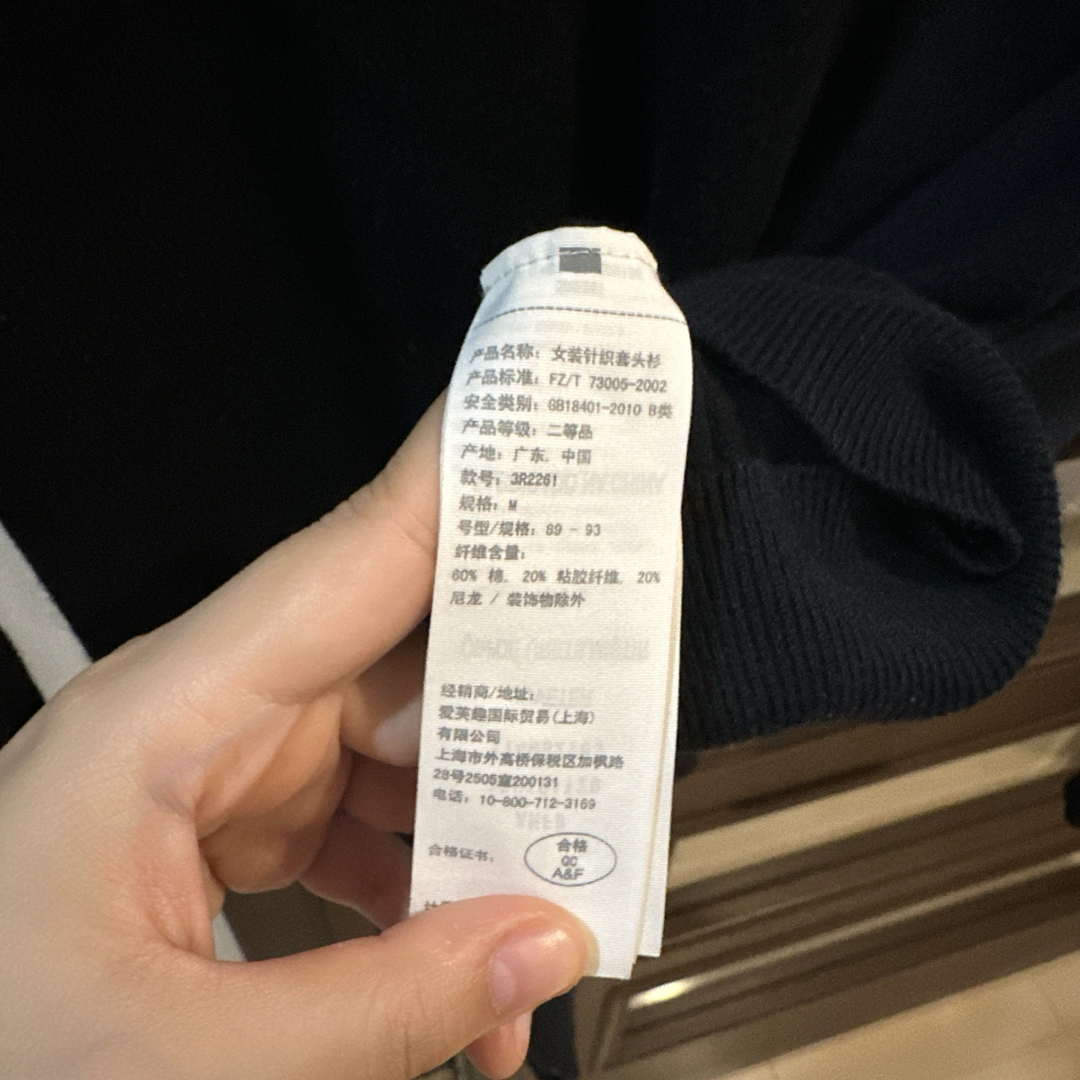 产品名称：女装针织套头衫
产品标准：FZ/T 73005-2002
安全类别：GB18401-2010 B类
产品等级：二等品
产地：广东，中国
款号：3R2261
规格：M
号型/规格：89 - 93
纤维含量：
60% 棉，20% 粘胶纤维，20%
尼龙 / 装饰物除外
经销商/地址：
爱芙趣国际贸易(上海)
有限公司
上海市外高桥保税区加枫路
28号2505室200131
电话：10-800-712-3169
合格证书：
合格
QC
A&F